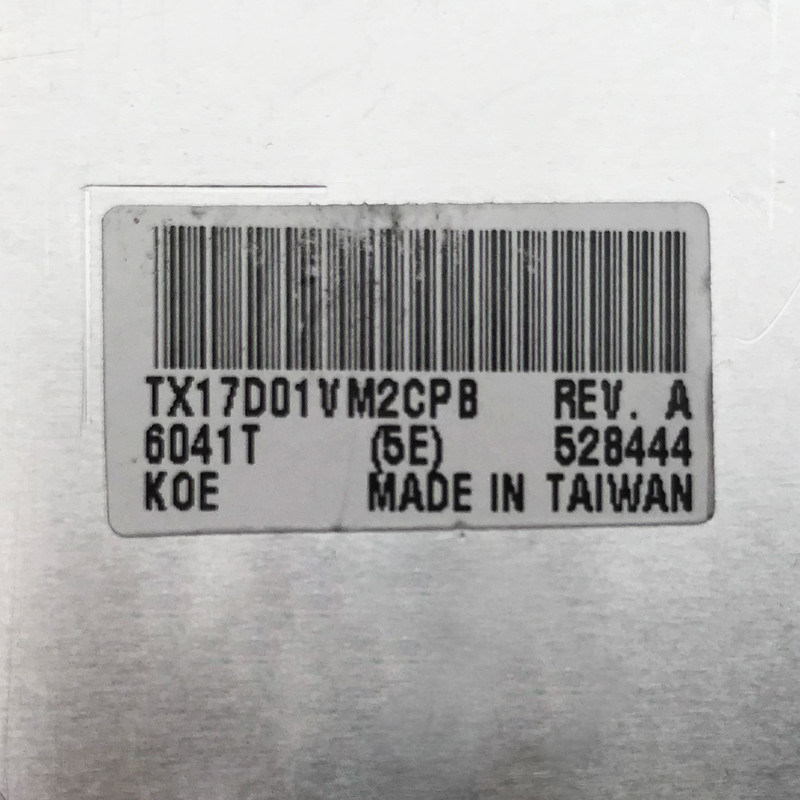 TX17D01VM2CPB REV. A
6041T (5E) 528444
KOE MADE IN TAIWAN